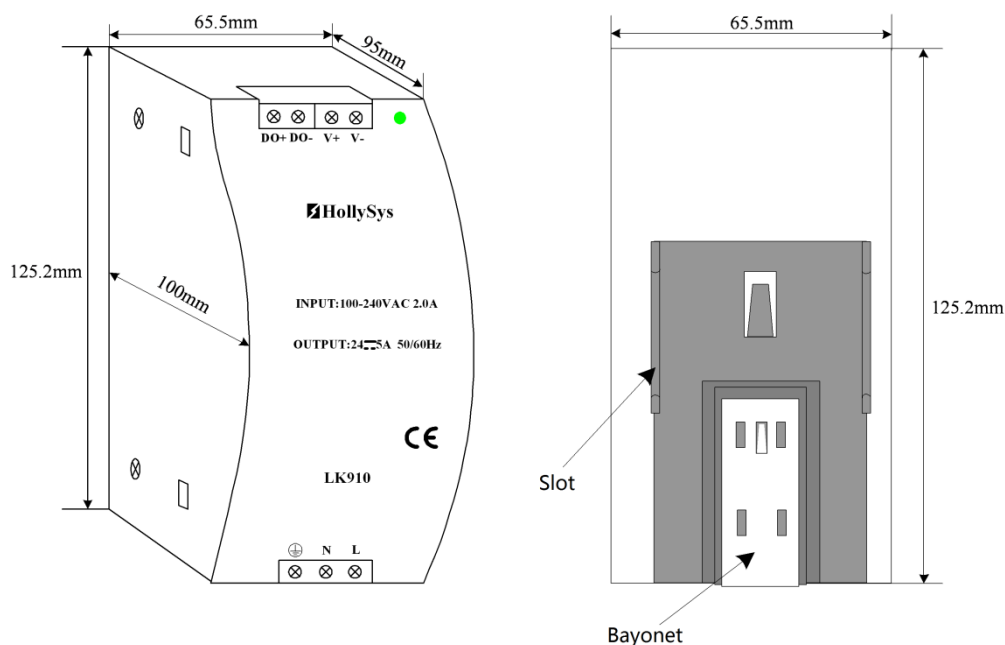 65.5mm
95mm
DO+ DO- V+ V-
HollySys
125.2mm
100mm
INPUT:100-240VAC 2.0A
OUTPUT:24⎓5A 50/60Hz
CE
LK910
N L
65.5mm
125.2mm
Slot
Bayonet